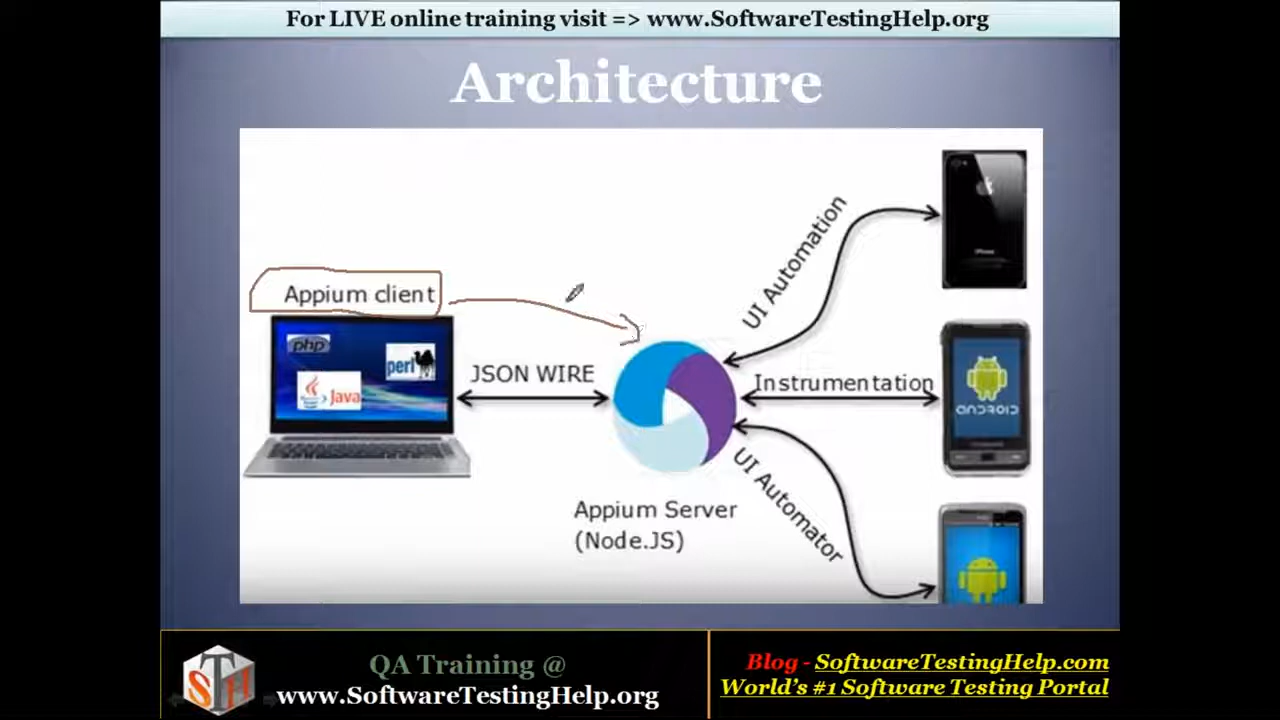 For LIVE online training visit => www.SoftwareTestingHelp.org
Architecture
UI Automation
iPhone
Appium client
php
perl
Java
JSON WIRE
Instrumentation
ANDROID
UI Automator
Appium Server
(Node.JS)
STH
QA Training @
www.SoftwareTestingHelp.org
Blog - SoftwareTestingHelp.com
World's #1 Software Testing Portal